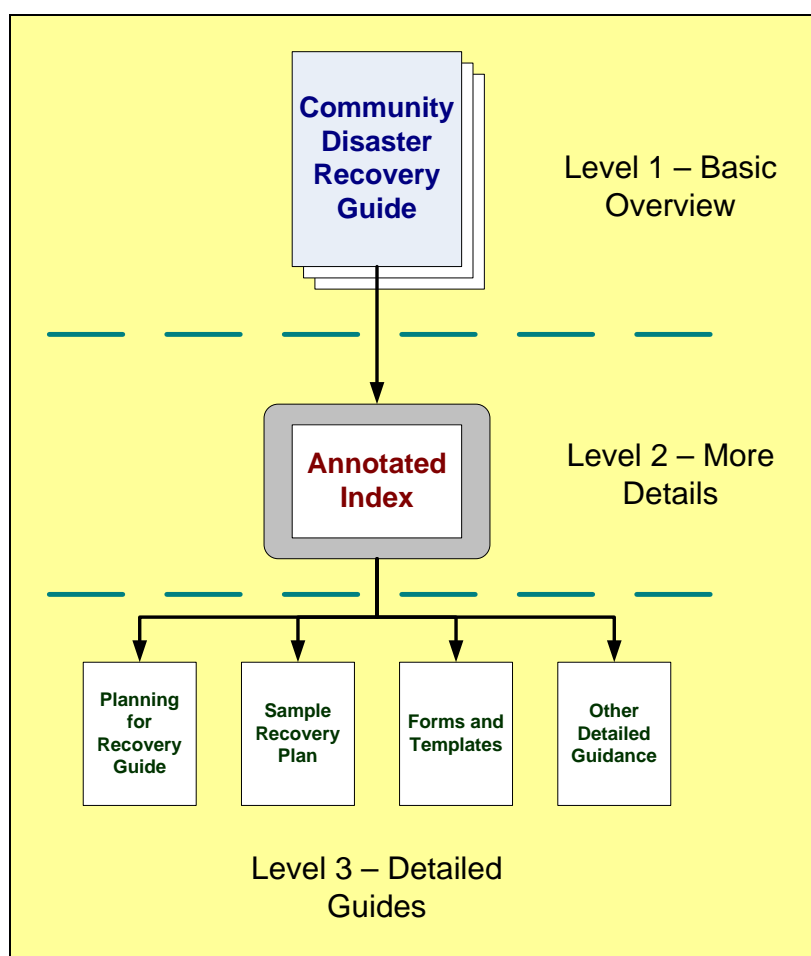 Community
Disaster
Recovery
Guide
Level 1 – Basic
Overview
Annotated
Index
Level 2 – More
Details
Planning
for
Recovery
Guide
Sample
Recovery
Plan
Forms and
Templates
Other
Detailed
Guidance
Level 3 – Detailed
Guides